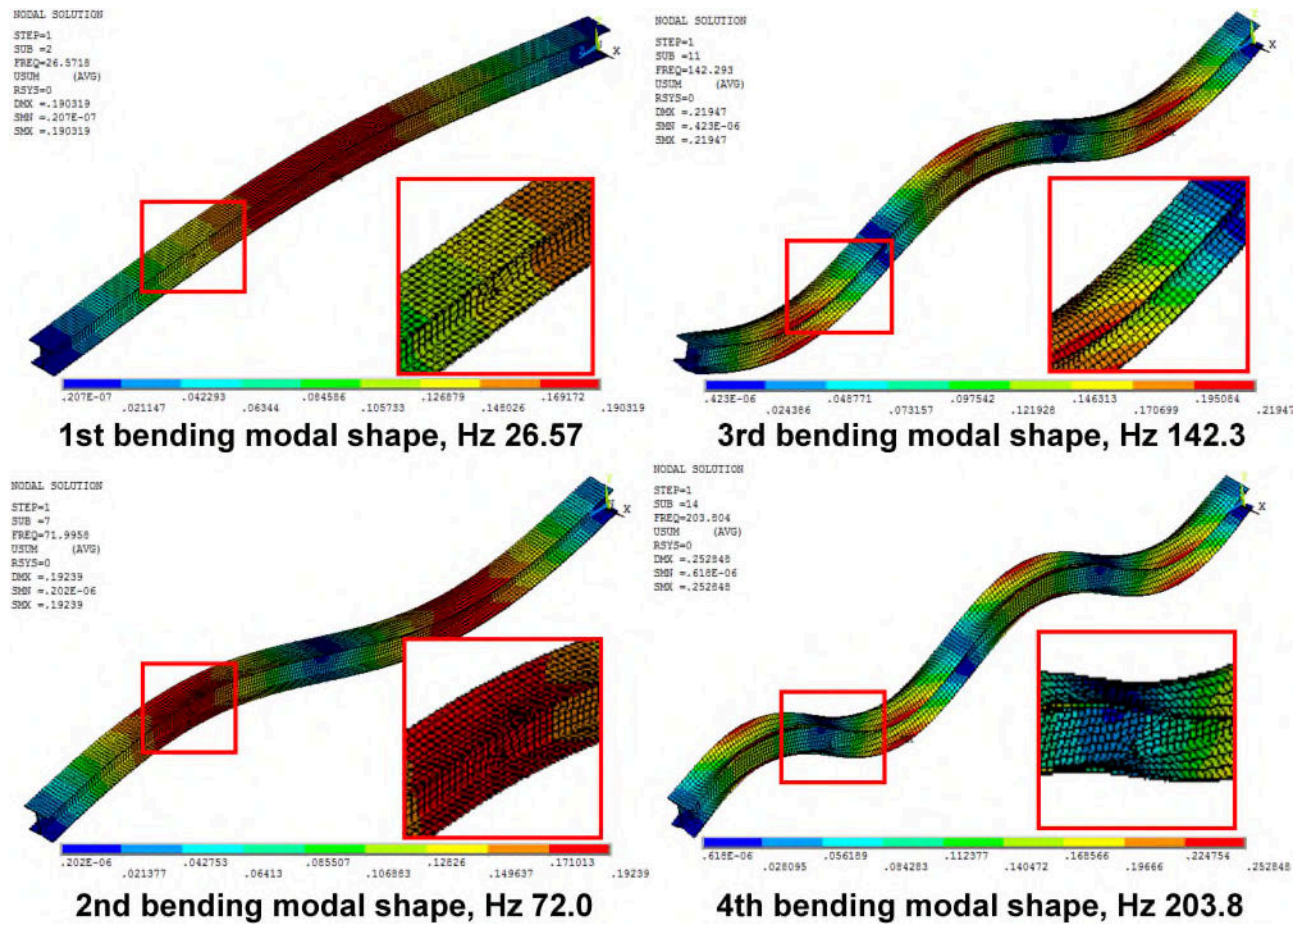 NODAL SOLUTION
STEP=1
SUB =2
FREQ=26.5718
USUM (AVG)
RSYS=0
DMX =.190319
SMN =.207E-07
SMX =.190319
X
.207E-07 .042293 .084586 .126879 .169172
.021147 .06344 .105733 .148026 .190319
1st bending modal shape, Hz 26.57
NODAL SOLUTION
STEP=1
SUB =11
FREQ=142.293
USUM (AVG)
RSYS=0
DMX =.21947
SMN =.423E-06
SMX =.21947
X
.423E-06 .048771 .097542 .146313 .195084
.024386 .073157 .121928 .170699 .21947
3rd bending modal shape, Hz 142.3
NODAL SOLUTION
STEP=1
SUB =7
FREQ=71.9958
USUM (AVG)
RSYS=0
DMX =.19239
SMN =.202E-06
SMX =.19239
X
.202E-06 .042753 .085507 .12826 .171013
.021377 .06413 .106883 .149637 .19239
2nd bending modal shape, Hz 72.0
NODAL SOLUTION
STEP=1
SUB =14
FREQ=203.804
USUM (AVG)
RSYS=0
DMX =.252848
SMN =.618E-06
SMX =.252848
X
.618E-06 .056189 .112377 .168566 .224754
.028095 .084283 .140472 .19666 .252848
4th bending modal shape, Hz 203.8